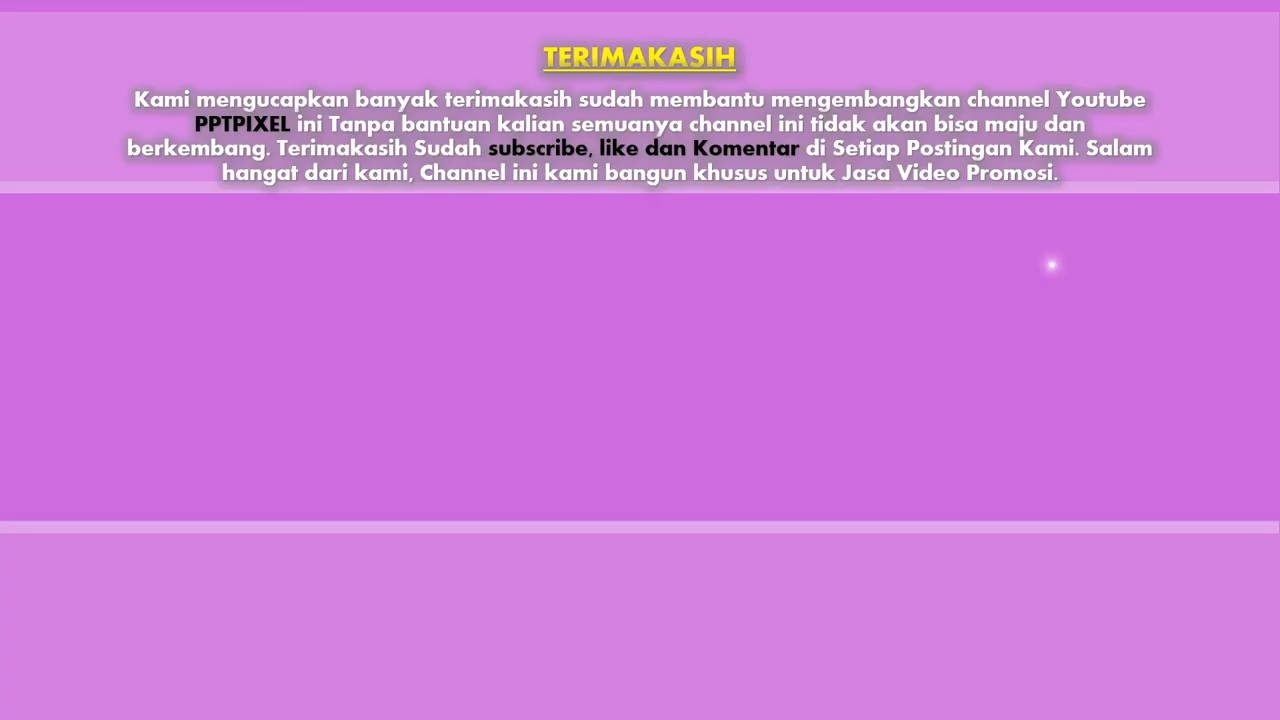 TERIMAKASIH
Kami mengucapkan banyak terimakasih sudah membantu mengembangkan channel Youtube
PPTPIXEL ini Tanpa bantuan kalian semuanya channel ini tidak akan bisa maju dan
berkembang. Terimakasih Sudah subscribe, like dan Komentar di Setiap Postingan Kami. Salam
hangat dari kami, Channel ini kami bangun khusus untuk Jasa Video Promosi.